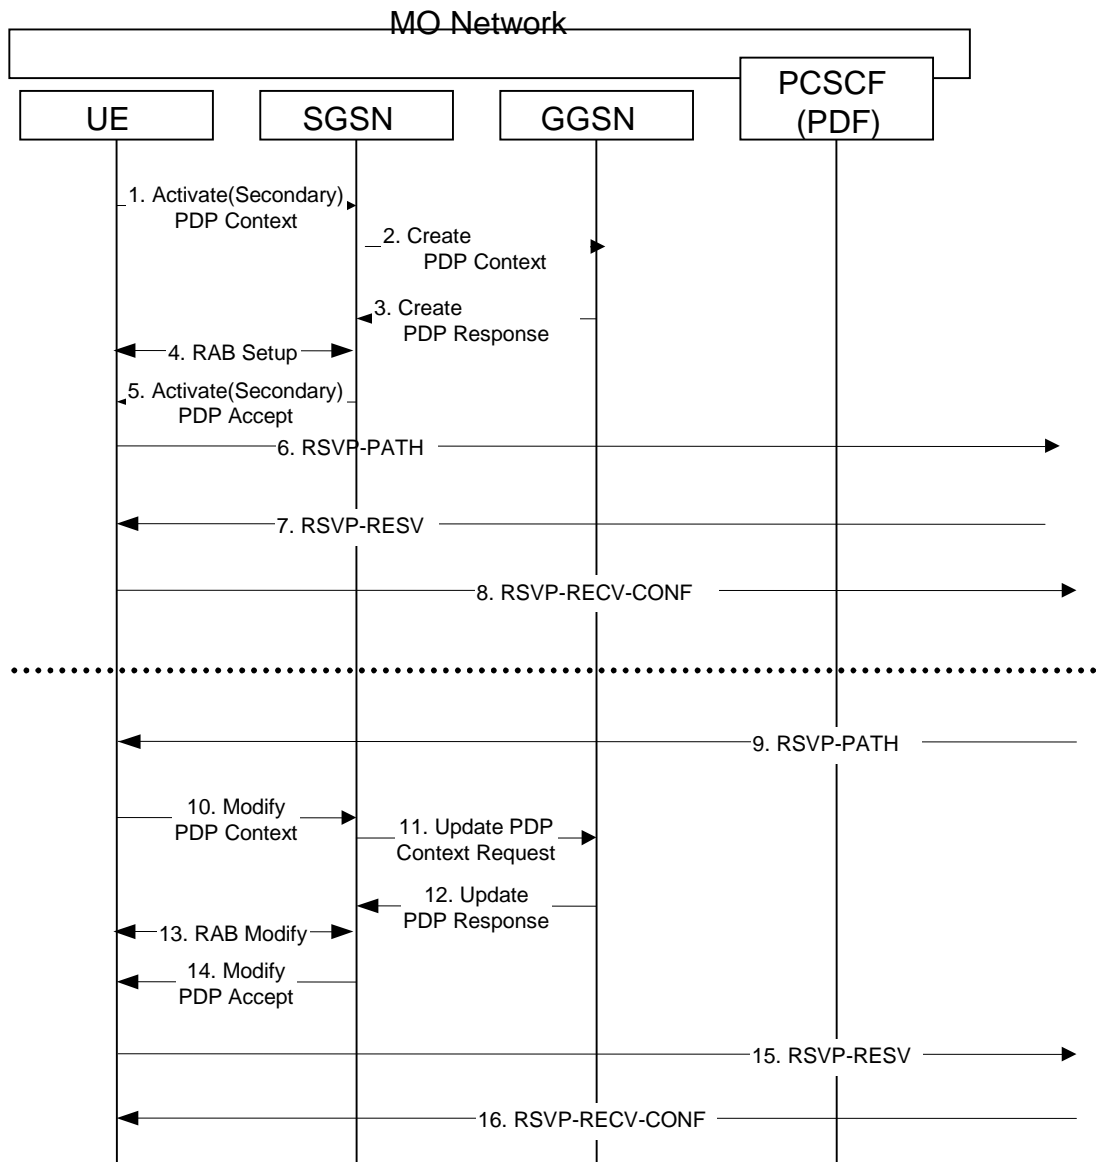 MO Network
UE
SGSN
GGSN
PCSCF
(PDF)
1. Activate(Secondary)
PDP Context
2. Create
PDP Context
3. Create
PDP Response
4. RAB Setup
5. Activate(Secondary)
PDP Accept
6. RSVP-PATH
7. RSVP-RESV
8. RSVP-RECV-CONF
9. RSVP-PATH
10. Modify
PDP Context
11. Update PDP
Context Request
12. Update
PDP Response
13. RAB Modify
14. Modify
PDP Accept
15. RSVP-RESV
16. RSVP-RECV-CONF